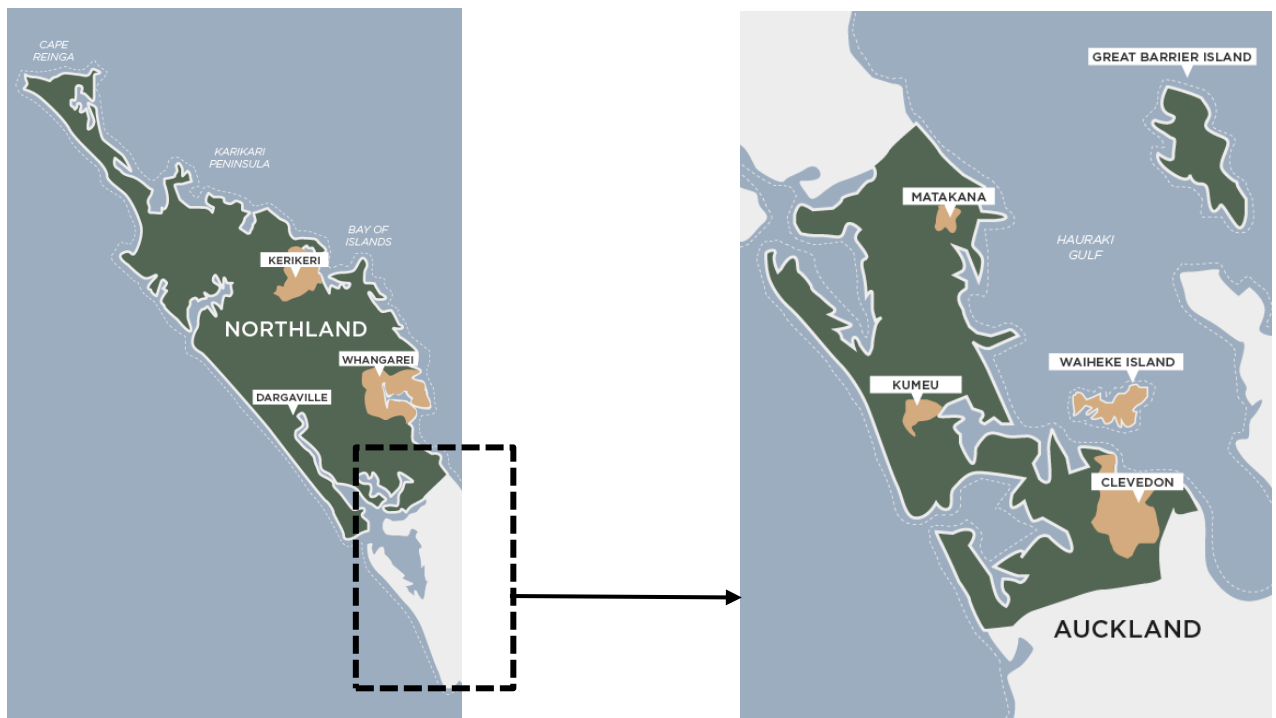 CAPE
REINGA
KARIKARI
PENINSULA
BAY OF
ISLANDS
KERIKERI
NORTHLAND
WHANGAREI
DARGAVILLE
GREAT BARRIER ISLAND
MATAKANA
HAURAKI
GULF
WAIHEKE ISLAND
KUMEU
CLEVEDON
AUCKLAND